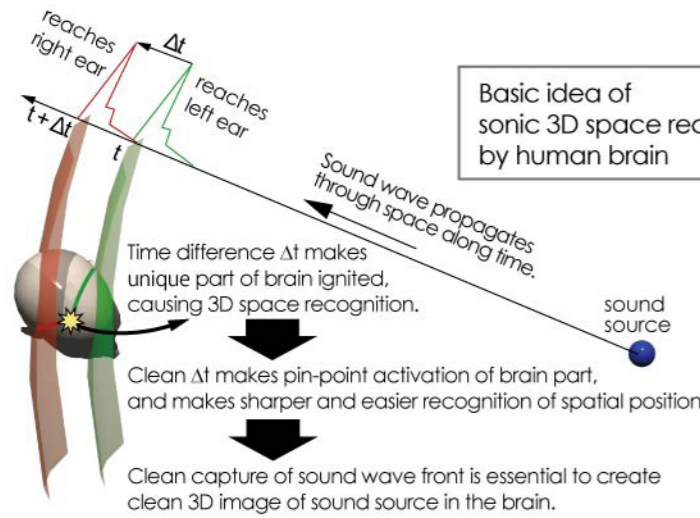 reaches
right ear
Δt
reaches
left ear
t + Δt
t
Basic idea of
sonic 3D space rec
by human brain
Sound wave propagates
through space along time.
Time difference Δt makes
unique part of brain ignited,
causing 3D space recognition.
sound
source
Clean Δt makes pin-point activation of brain part,
and makes sharper and easier recognition of spatial position
Clean capture of sound wave front is essential to create
clean 3D image of sound source in the brain.